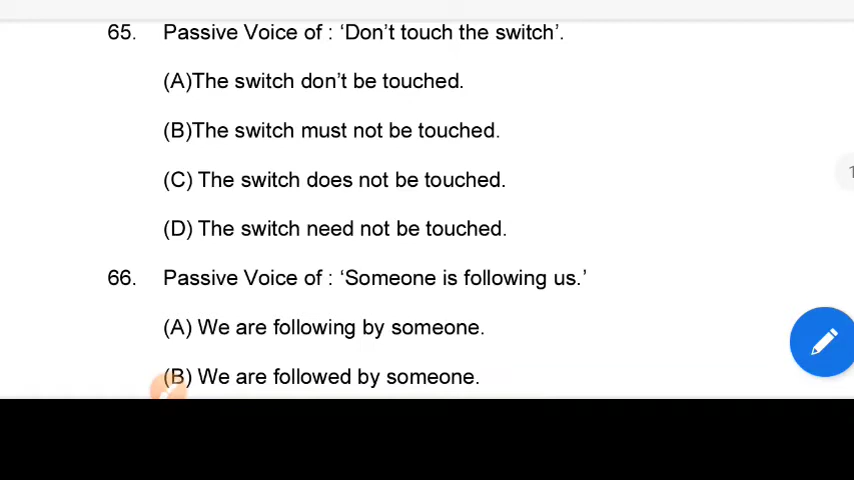 65. Passive Voice of : ‘Don’t touch the switch’.
(A)The switch don’t be touched.
(B)The switch must not be touched.
(C) The switch does not be touched.
(D) The switch need not be touched.
66. Passive Voice of : ‘Someone is following us.’
(A) We are following by someone.
(B) We are followed by someone.
1